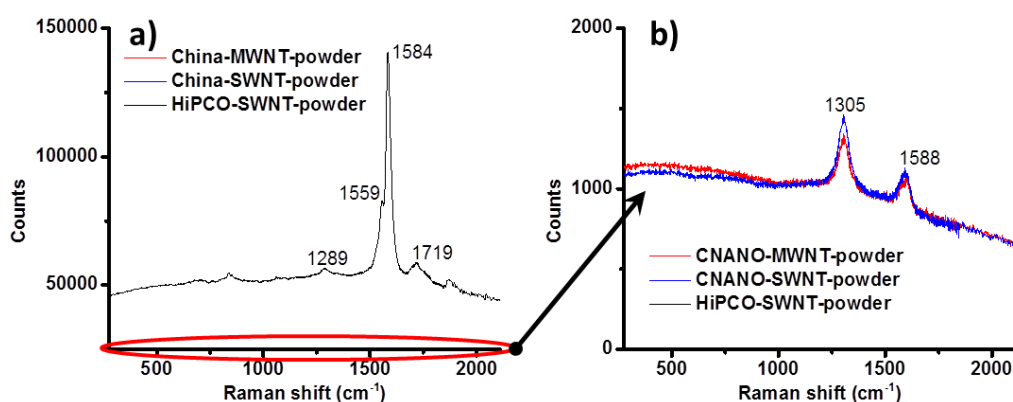 a)
150000
100000
50000
Counts
China-MWNT-powder
China-SWNT-powder
HiPCO-SWNT-powder
1584
1559
1289
1719
500 1000 1500 2000
Raman shift (cm⁻¹)
b)
2000
1000
0
Counts
1305
1588
CNANO-MWNT-powder
CNANO-SWNT-powder
HiPCO-SWNT-powder
500 1000 1500 2000
Raman shift (cm⁻¹)